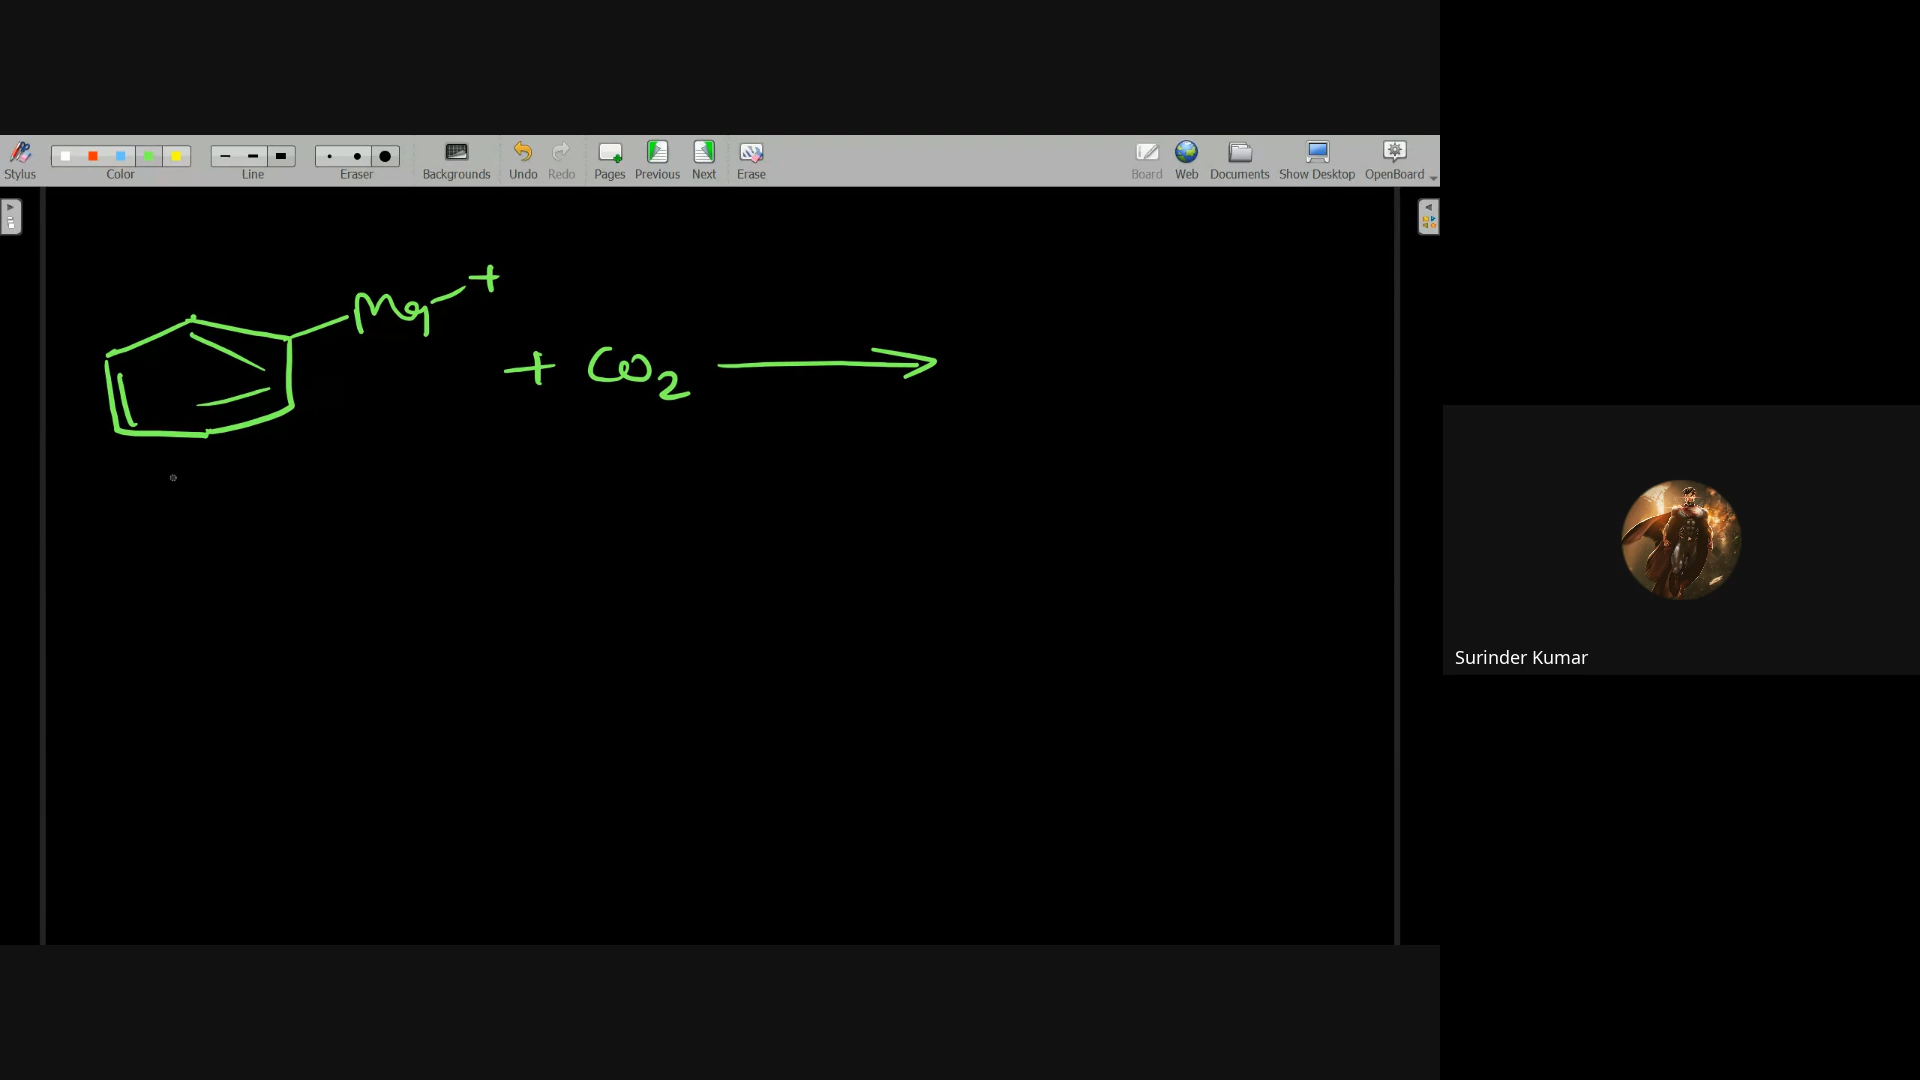 Stylus Color Line Eraser Backgrounds Undo Redo Pages Previous Next Erase Board Web Documents Show Desktop OpenBoard
Mg +
+ CO2
Surinder Kumar